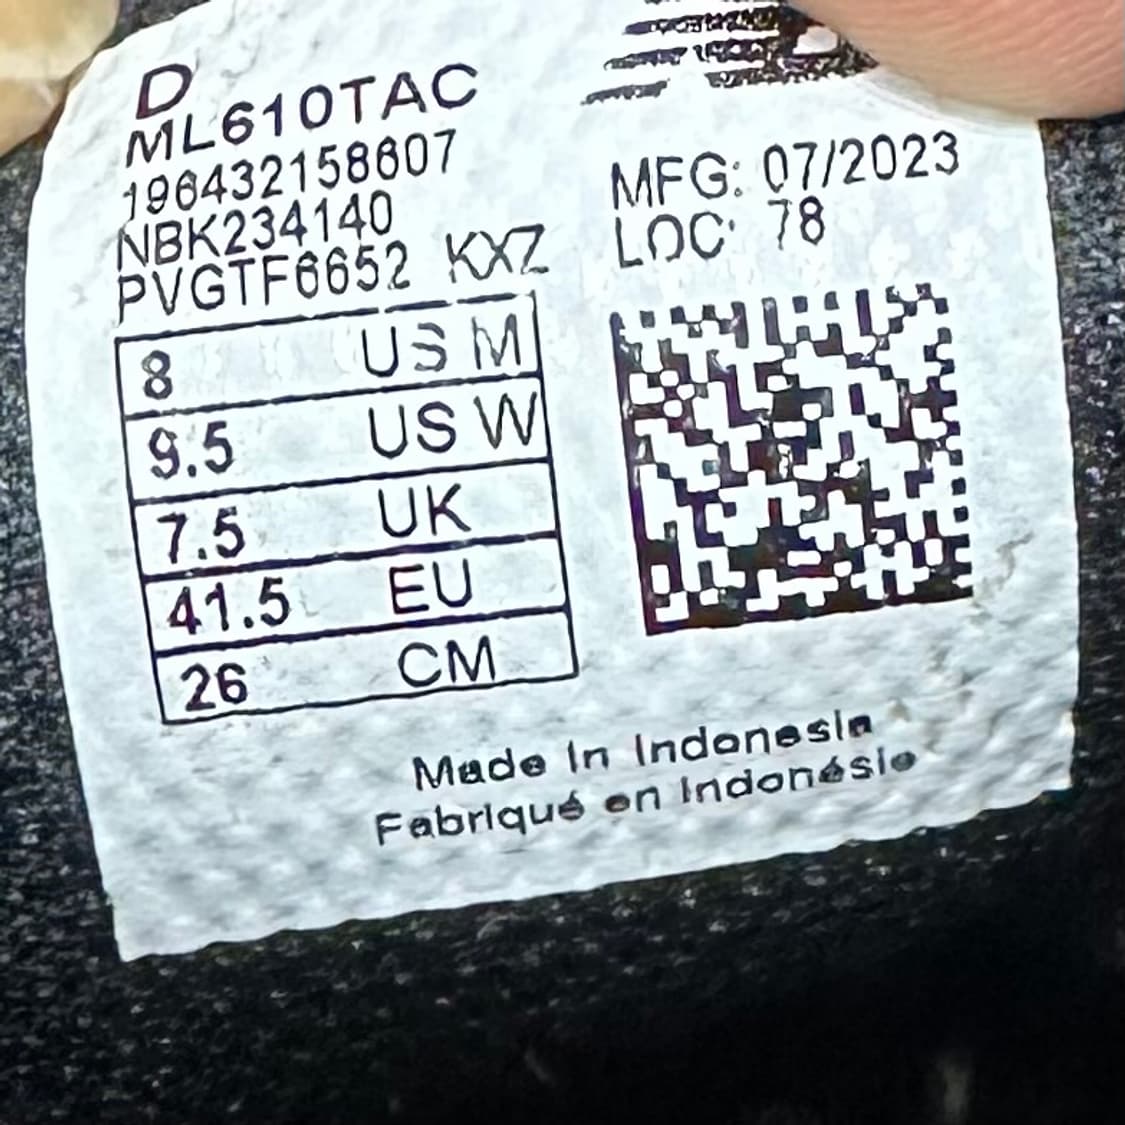 D
ML610TAC
196432158607
NBK234140
PVGTF6652 KXZ
MFG: 07/2023
LOC: 78
8 US M
9.5 US W
7.5 UK
41.5 EU
26 CM
Made In Indonesia
Fabriqué en Indonésie